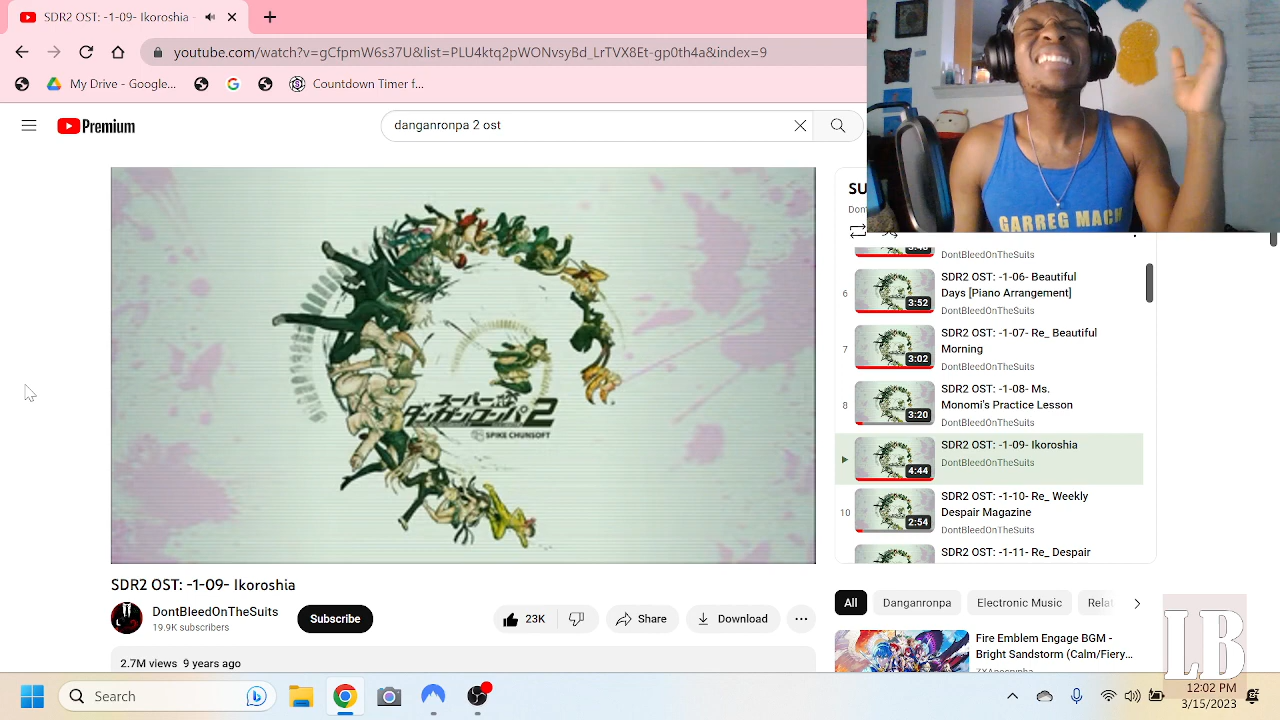 SDR2 OST: -1-09- Ikoroshia -
youtube.com/watch?v=gCfpmW6s37U&list=PLU4ktq2pWONVxv8d_LrTVX8Et-gp0th4a&index=9
My Drive - Google...
Countdown Timer f...
Premium
danganronpa 2 ost
GARREG MACH
SU
Dont
DontBleedOnTheSuits
6
SDR2 OST: -1-06- Beautiful
Days [Piano Arrangement]
3:52
DontBleedOnTheSuits
7
SDR2 OST: -1-07- Re_ Beautiful
Morning
3:02
DontBleedOnTheSuits
8
SDR2 OST: -1-08- Ms.
Monomi's Practice Lesson
3:20
DontBleedOnTheSuits
SDR2 OST: -1-09- Ikoroshia
DontBleedOnTheSuits
4:44
10
SDR2 OST: -1-10- Re_ Weekly
Despair Magazine
2:54
DontBleedOnTheSuits
SDR2 OST: -1-11- Re_ Despair
スーパー
ダンガンロンパ2
SPIKE CHUNSOFT
SDR2 OST: -1-09- Ikoroshia
DontBleedOnTheSuits
19.9K subscribers
Subscribe
23K
Share
Download
2.7M views 9 years ago
All
Danganronpa
Electronic Music
Relat
Fire Emblem Engage BGM -
Bright Sandstorm (Calm/Fiery...
LB
Search
12:02 PM
3/15/2023